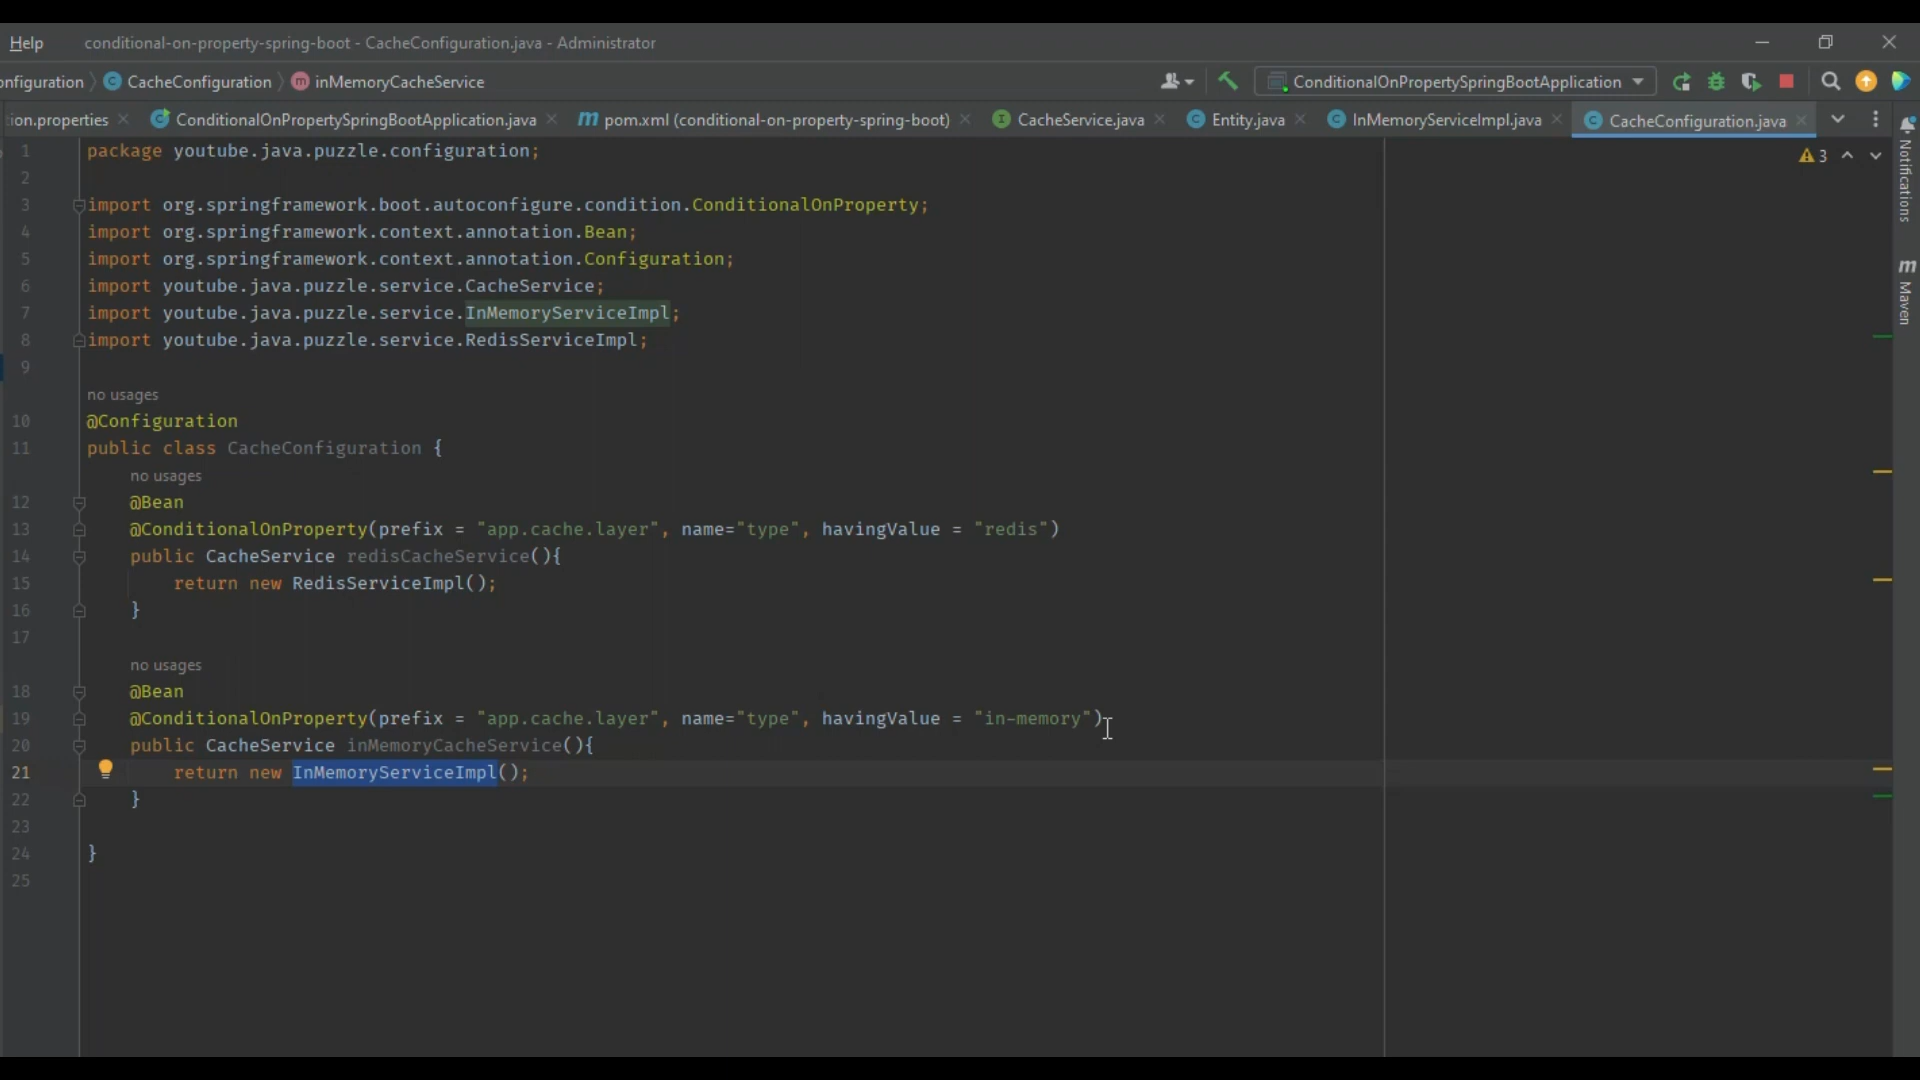 Help conditional-on-property-spring-boot - CacheConfiguration.java - Administrator
onfiguration CacheConfiguration m inMemoryCacheService ConditionalOnPropertySpringBootApplication
ion.properties ConditionalOnPropertySpringBootApplication.java m pom.xml (conditional-on-property-spring-boot) I CacheService.java C Entity.java C InMemoryServiceImpl.java C CacheConfiguration.java
1 package youtube.java.puzzle.configuration; 3
2
3 import org.springframework.boot.autoconfigure.condition.ConditionalOnProperty;
4 import org.springframework.context.annotation.Bean;
5 import org.springframework.context.annotation.Configuration;
6 import youtube.java.puzzle.service.CacheService;
7 import youtube.java.puzzle.service.InMemoryServiceImpl;
8 import youtube.java.puzzle.service.RedisServiceImpl;
9
no usages
10 @Configuration
11 public class CacheConfiguration {
no usages
12 @Bean
13 @ConditionalOnProperty(prefix = "app.cache.layer", name="type", havingValue = "redis")
14 public CacheService redisCacheService(){
15 return new RedisServiceImpl();
16 }
17
no usages
18 @Bean
19 @ConditionalOnProperty(prefix = "app.cache.layer", name="type", havingValue = "in-memory")
20 public CacheService inMemoryCacheService(){
21 return new InMemoryServiceImpl();
22 }
23
24 }
25
Notifications
m Maven